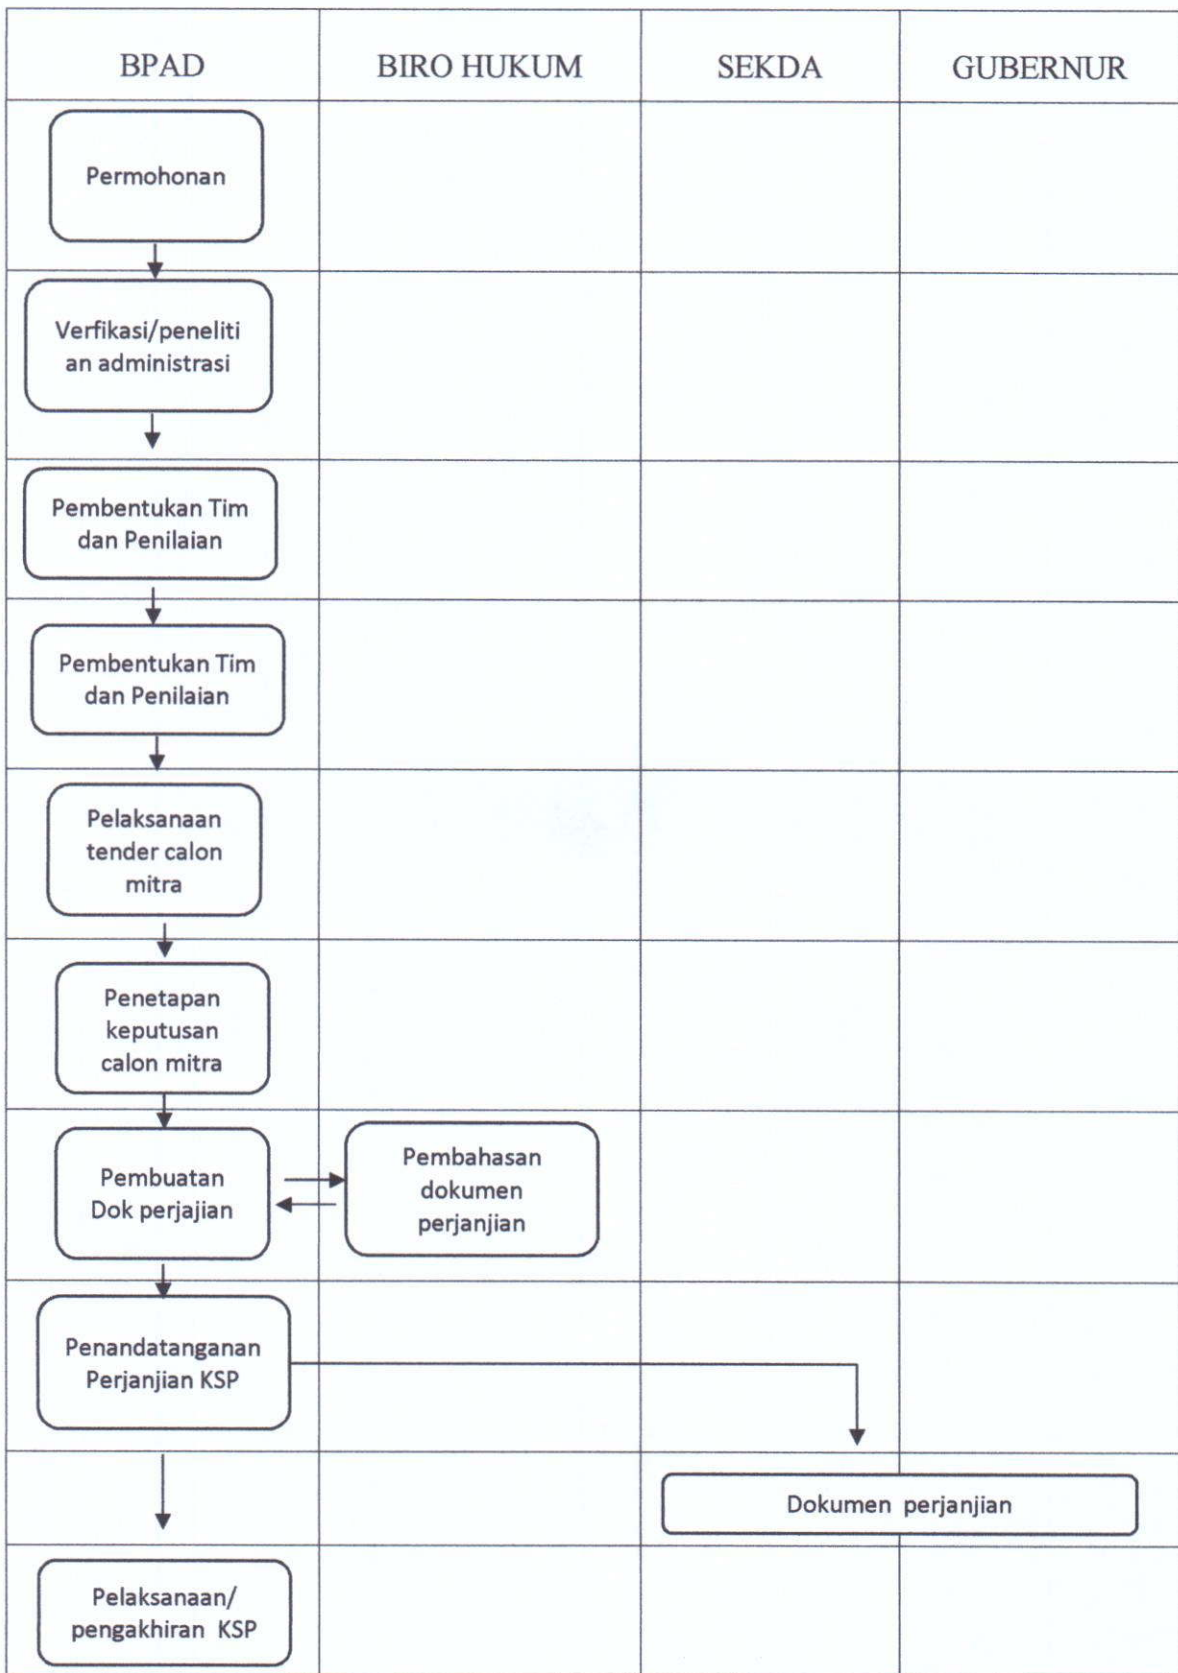 BPAD
BIRO HUKUM
SEKDA
GUBERNUR
Permohonan
Verfikasi/peneliti
an administrasi
Pembentukan Tim
dan Penilaian
Pembentukan Tim
dan Penilaian
Pelaksanaan
tender calon
mitra
Penetapan
keputusan
calon mitra
Pembuatan
Dok perjajian
Pembahasan
dokumen
perjanjian
Penandatanganan
Perjanjian KSP
Dokumen perjanjian
Pelaksanaan/
pengakhiran KSP